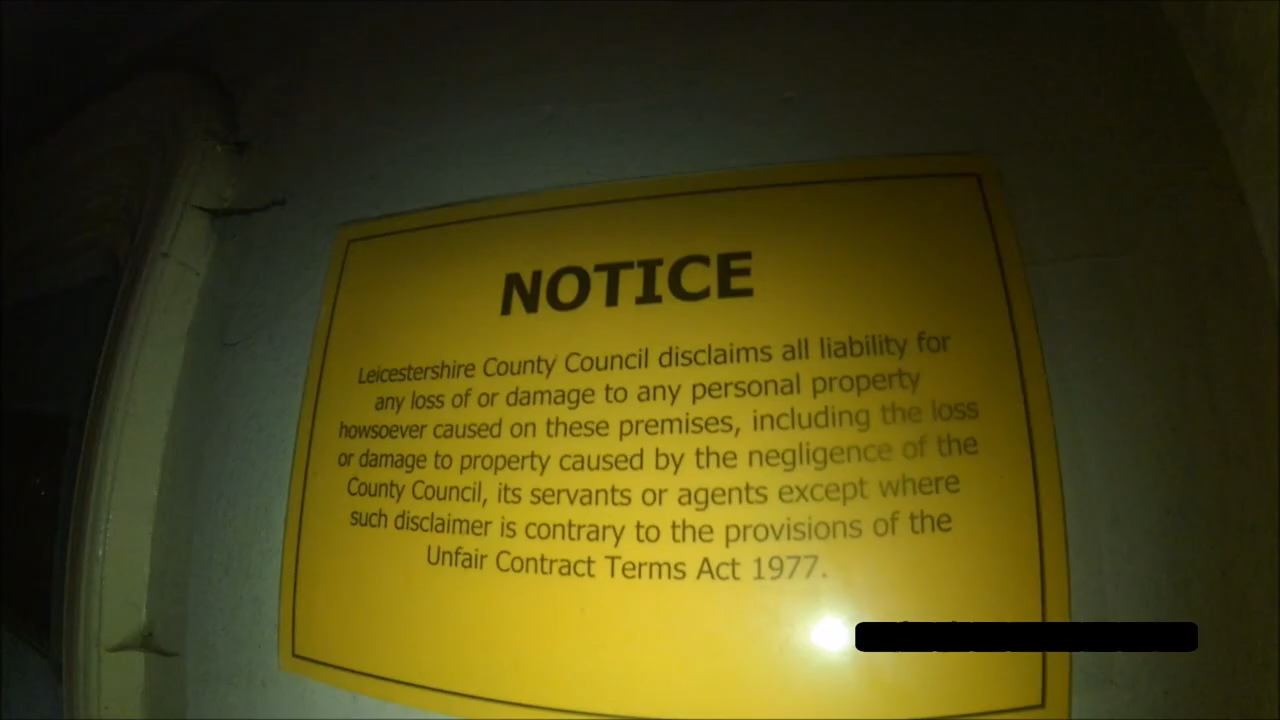 NOTICE
Leicestershire County Council disclaims all liability for
any loss of or damage to any personal property
howsoever caused on these premises, including the loss
or damage to property caused by the negligence of the
County Council, its servants or agents except where
such disclaimer is contrary to the provisions of the
Unfair Contract Terms Act 1977.